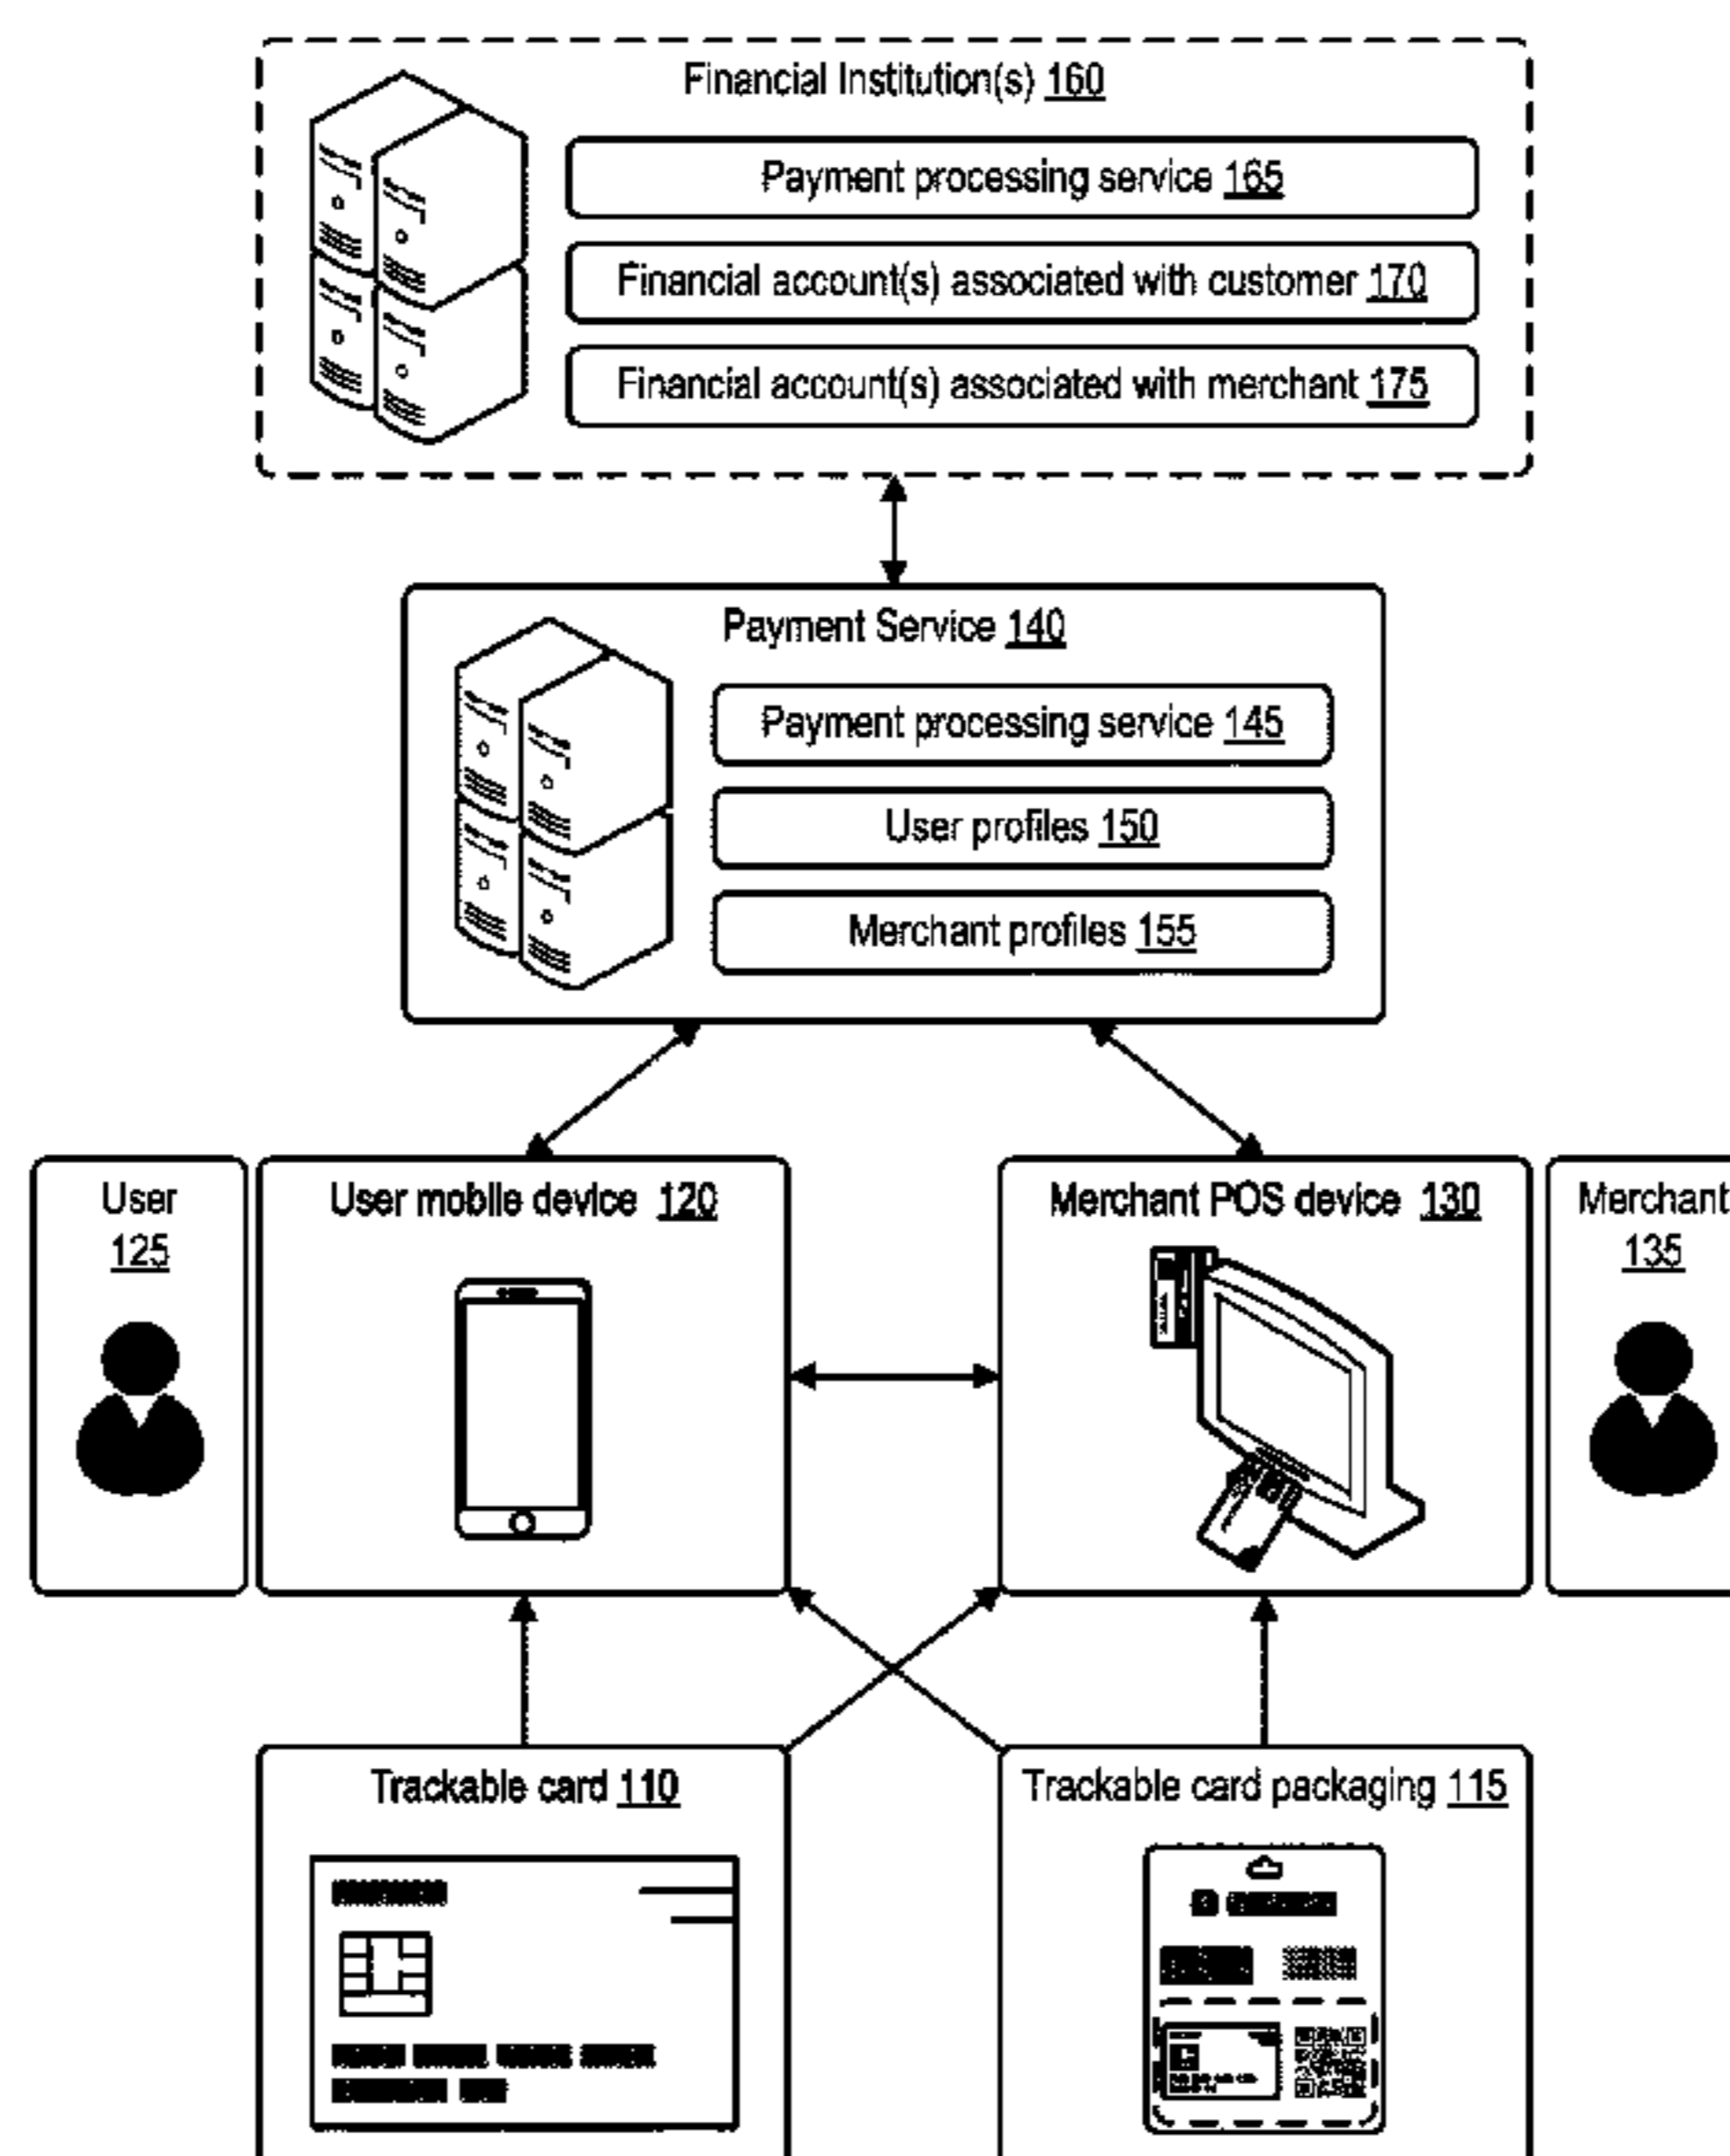 Financial Institution(s) 160
Payment processing service 165
Financial account(s) associated with customer 170
Financial account(s) associated with merchant 175
Payment Service 140
Payment processing service 145
User profiles 150
Merchant profiles 155
User
125
User mobile device 120
Merchant POS device 130
Merchant
135
Trackable card 110
Trackable card packaging 115